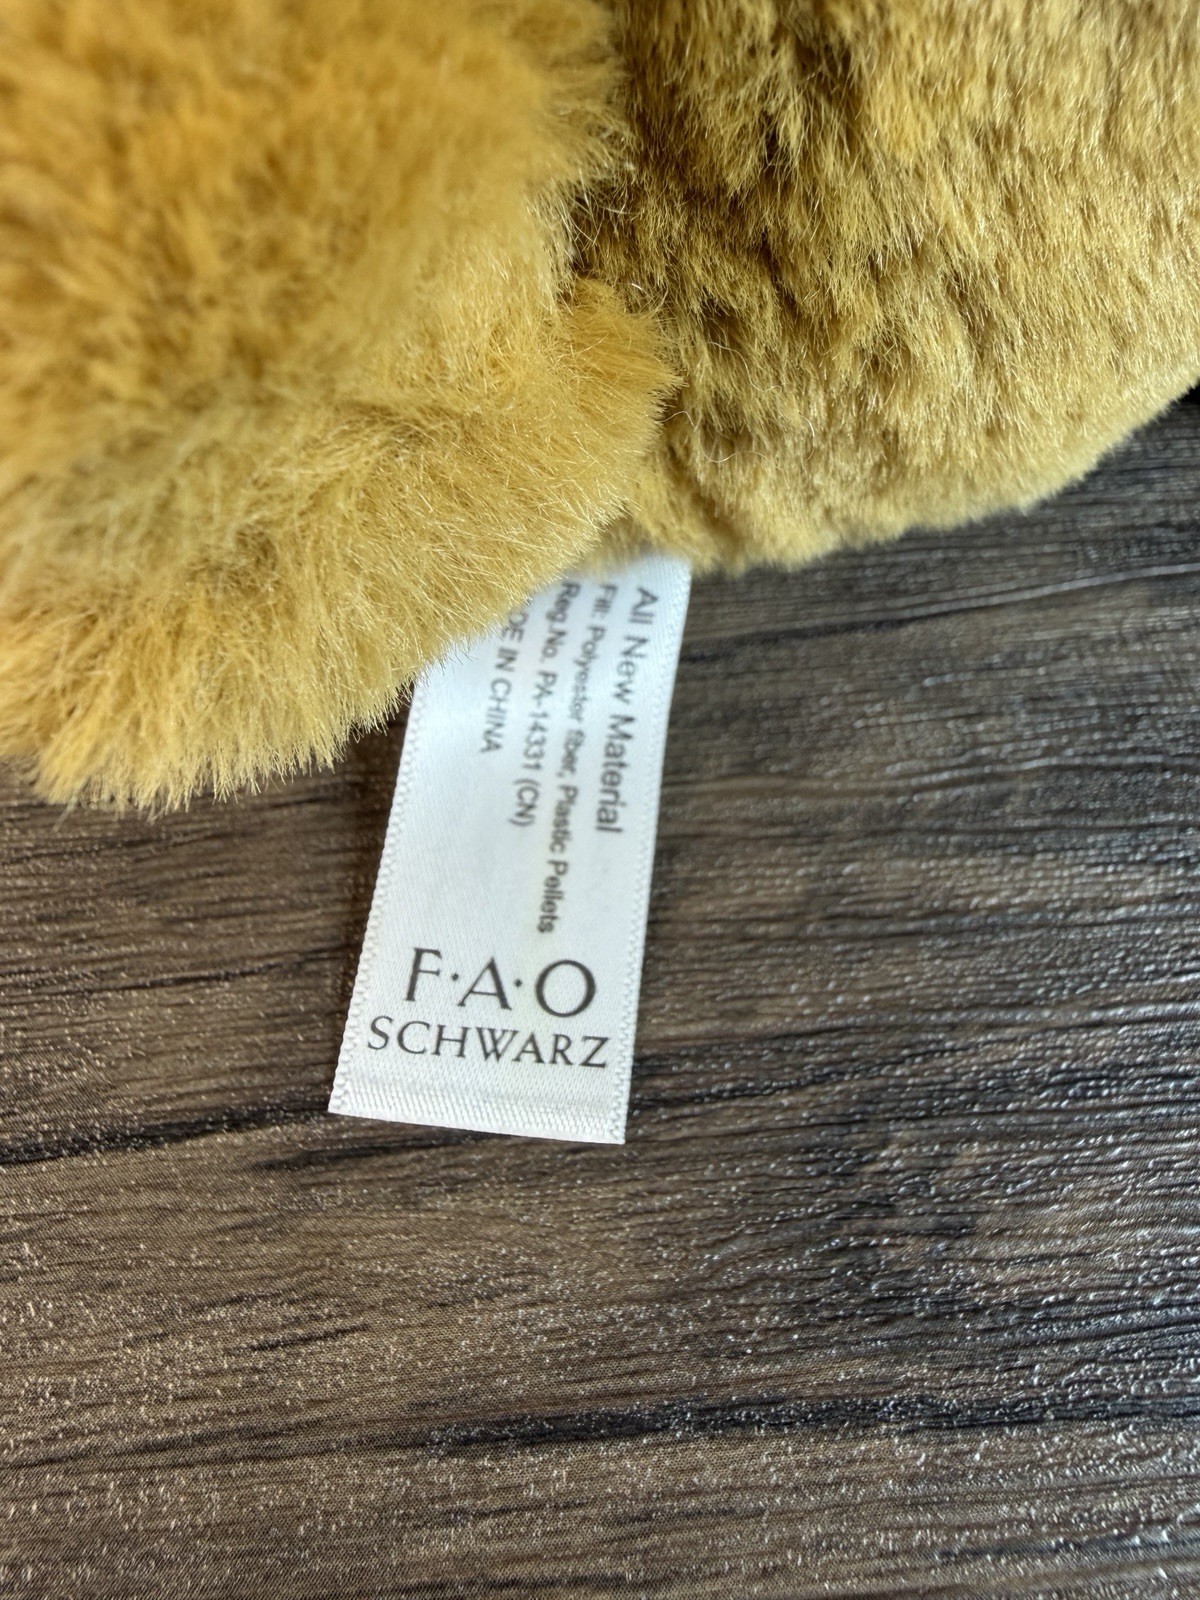 All New Material
Fill: Polyester fiber, Plastic Pellets
Reg.No. PA-14331 (CN)
DE IN CHINA
F·A·O
SCHWARZ